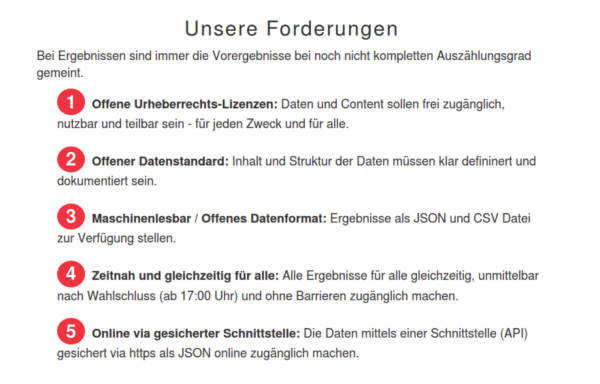 Unsere Forderungen
Bei Ergebnissen sind immer die Vorergebnisse bei noch nicht kompletten Auszählungsgrad
gemeint.
1 Offene Urheberrechts-Lizenzen: Daten und Content sollen frei zugänglich,
nutzbar und teilbar sein - für jeden Zweck und für alle.
2 Offener Datenstandard: Inhalt und Struktur der Daten müssen klar defininert und
dokumentiert sein.
3 Maschinenlesbar / Offenes Datenformat: Ergebnisse als JSON und CSV Datei
zur Verfügung stellen.
4 Zeitnah und gleichzeitig für alle: Alle Ergebnisse für alle gleichzeitig, unmittelbar
nach Wahlschluss (ab 17:00 Uhr) und ohne Barrieren zugänglich machen.
5 Online via gesicherter Schnittstelle: Die Daten mittels einer Schnittstelle (API)
gesichert via https als JSON online zugänglich machen.